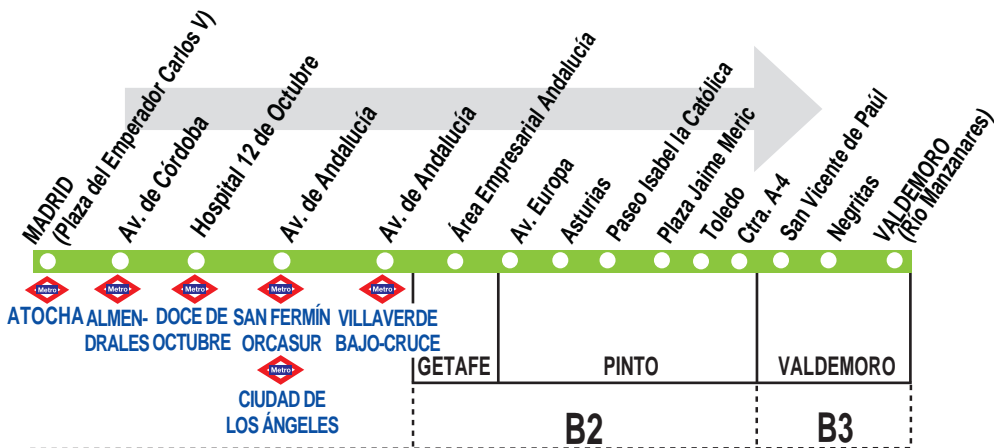 MADRID
(Plaza del Emperador Carlos V)
Av. de Córdoba
Hospital 12 de Octubre
Av. de Andalucía
Av. de Andalucía
Área Empresarial Andalucía
Av. Europa
Asturias
Paseo Isabel la Católica
Plaza Jaime Meric
Toledo
Ctra. A-4
San Vicente de Paúl
Negritas
VALDEMORO
(Río Manzanares)
Metro
Metro
Metro
Metro
Metro
ATOCHA
ALMEN-
DRALES
DOCE DE
OCTUBRE
SAN FERMÍN
ORCASUR
VILLAVERDE
BAJO-CRUCE
Metro
CIUDAD DE
LOS ÁNGELES
GETAFE
PINTO
VALDEMORO
B2
B3